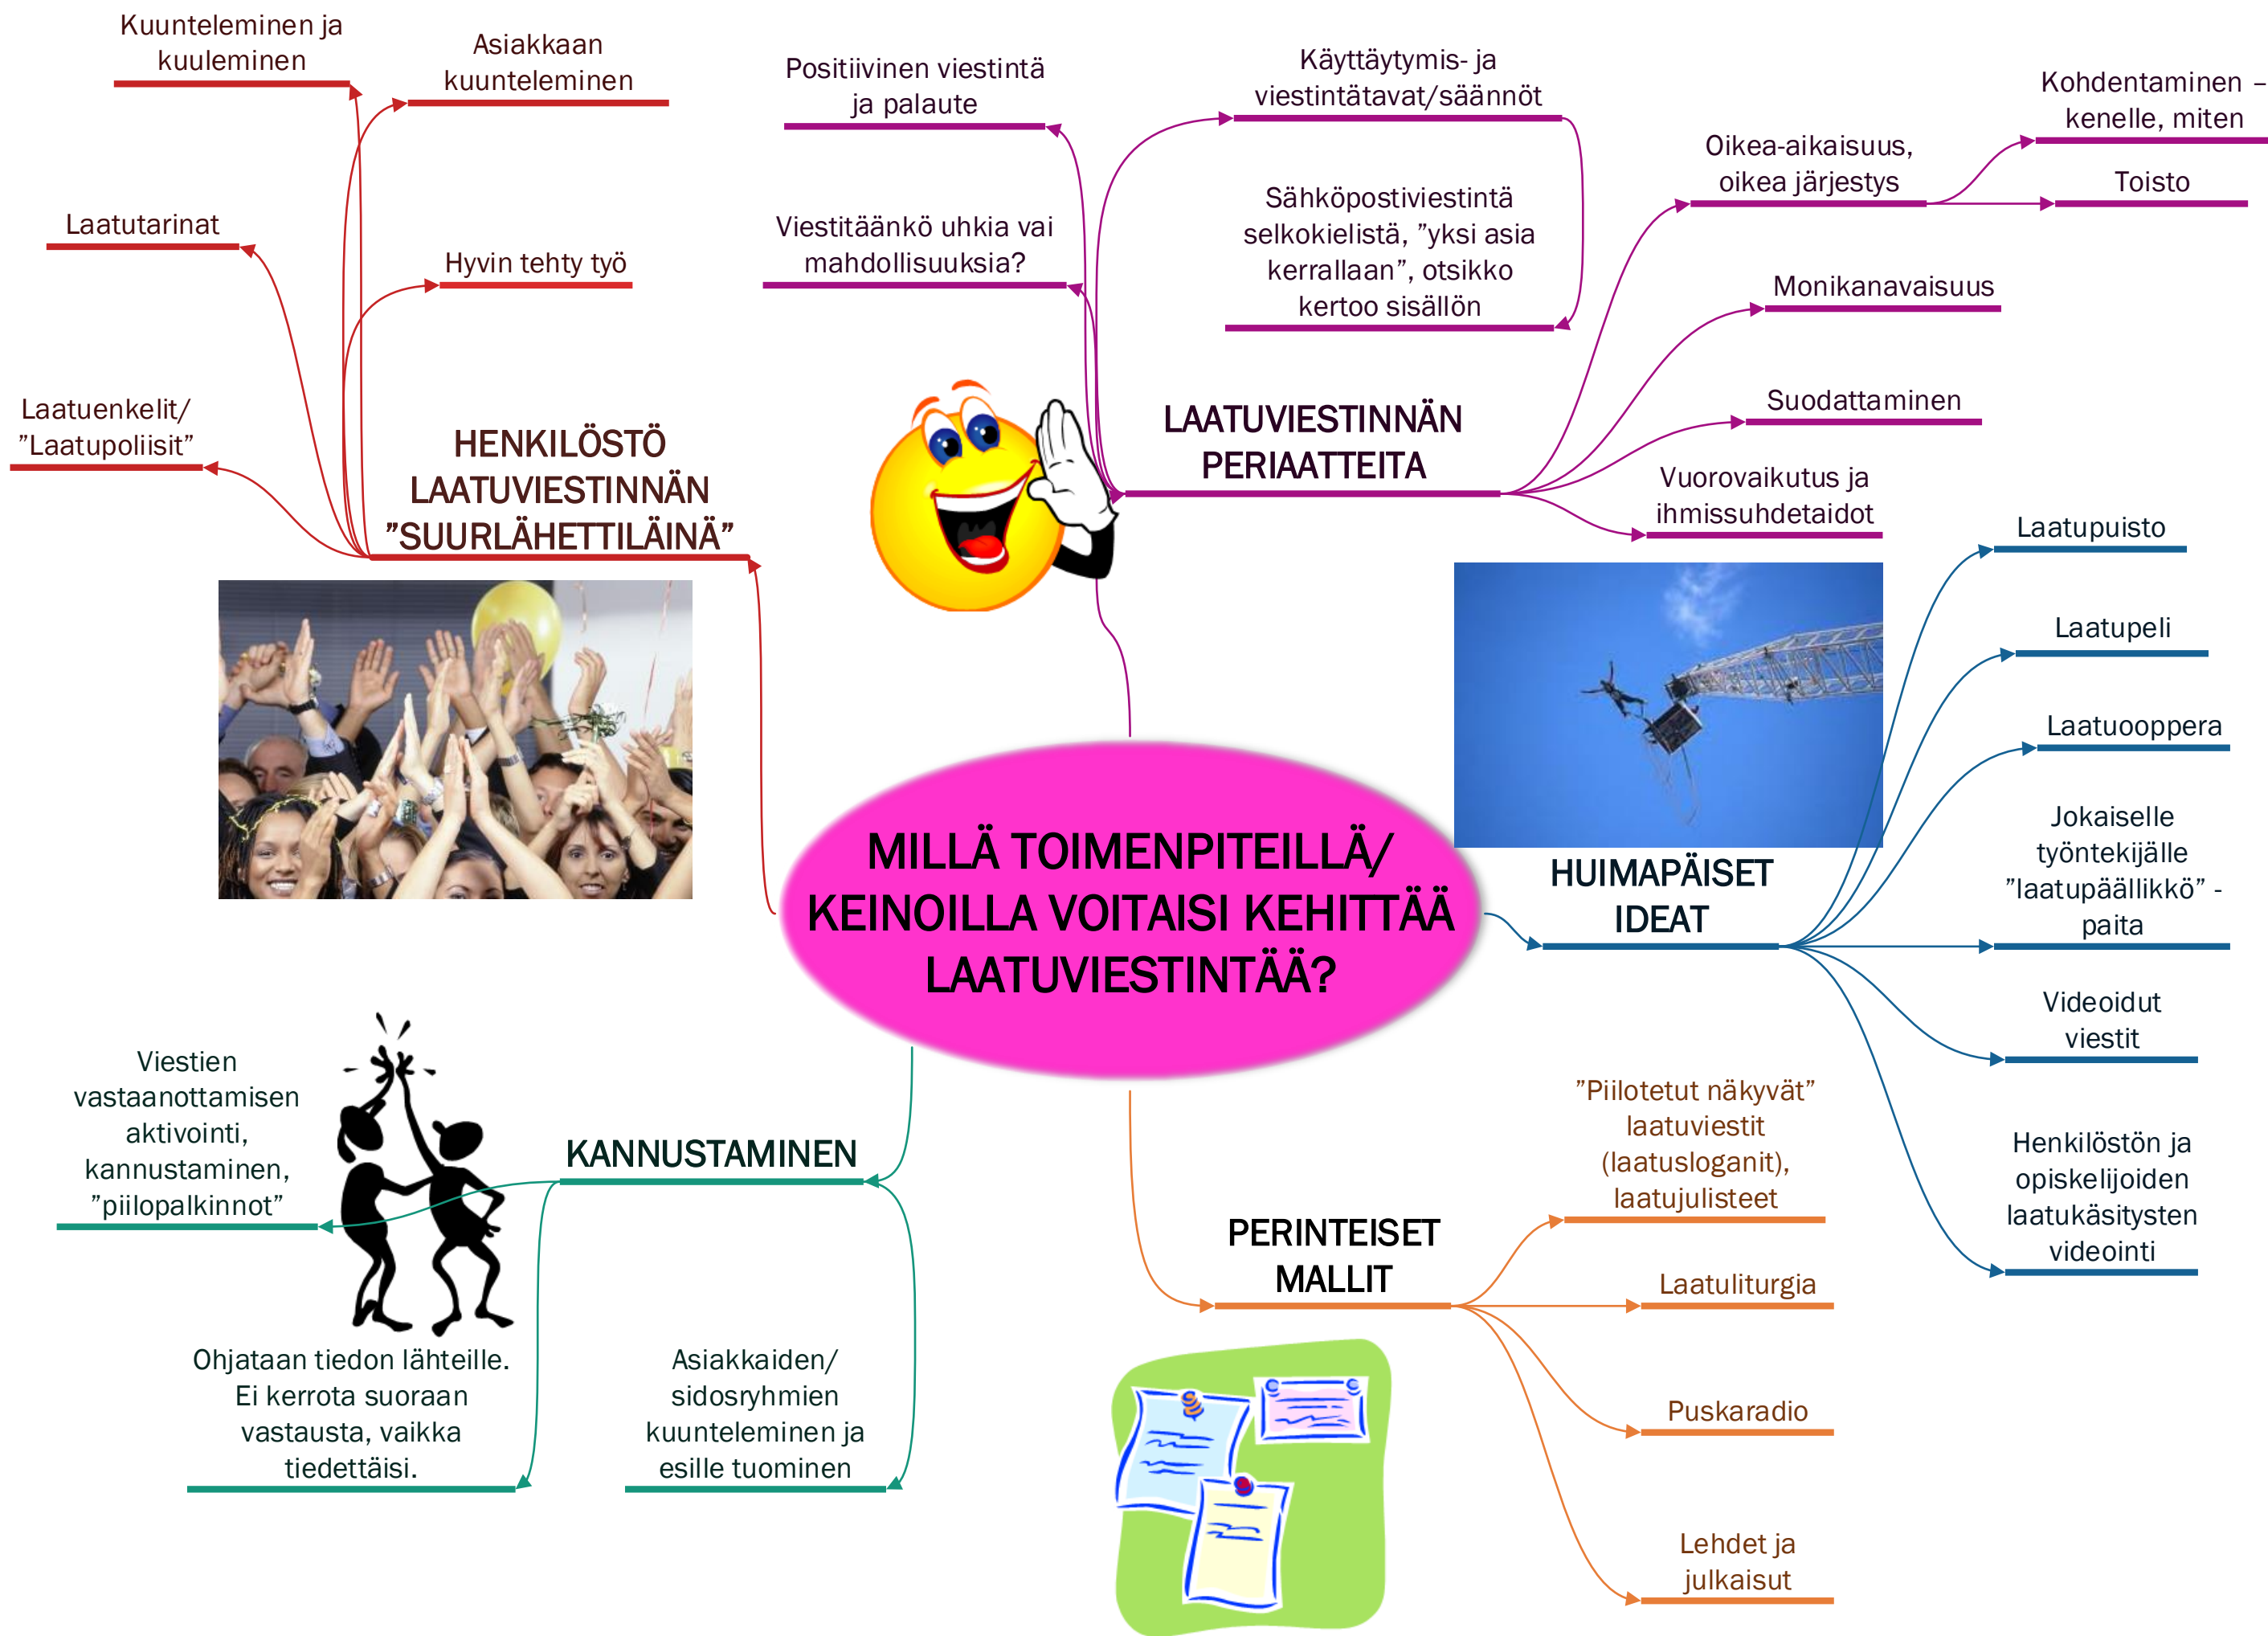 Kuunteleminen ja
kuuleminen
Asiakkaan
kuunteleminen
Laatutarinat
Hyvin tehty työ
Laatuenkelit/
”Laatupoliisit”
HENKILÖSTÖ
LAATUVIESTINNÄN
”SUURLÄHETTILÄINÄ”
Positiivinen viestintä
ja palaute
Viestitäänkö uhkia vai
mahdollisuuksia?
Käyttäytymis- ja
viestintätavat/säännöt
Sähköpostiviestintä
selkokielistä, ”yksi asia
kerrallaan”, otsikko
kertoo sisällön
LAATUVIESTINNÄN
PERIAATTEITA
Oikea-aikaisuus,
oikea järjestys
Kohdentaminen –
kenelle, miten
Toisto
Monikanavaisuus
Suodattaminen
Vuorovaikutus ja
ihmissuhdetaidot
MILLÄ TOIMENPITEILLÄ/
KEINOILLA VOITAISI KEHITTÄÄ
LAATUVIESTINTÄÄ?
HUIMAPÄISET
IDEAT
Laatupuisto
Laatupeli
Laatuooppera
Jokaiselle
työntekijälle
”laatupäällikkö” -
paita
Videoidut
viestit
Henkilöstön ja
opiskelijoiden
laatukäsitysten
videointi
KANNUSTAMINEN
Viestien
vastaanottamisen
aktivointi,
kannustaminen,
”piilopalkinnot”
Ohjataan tiedon lähteille.
Ei kerrota suoraan
vastausta, vaikka
tiedettäisi.
Asiakkaiden/
sidosryhmien
kuunteleminen ja
esille tuominen
PERINTEISET
MALLIT
”Piilotetut näkyvät”
laatuviestit
(laatusloganit),
laatujulisteet
Laatuliturgia
Puskaradio
Lehdet ja
julkaisut